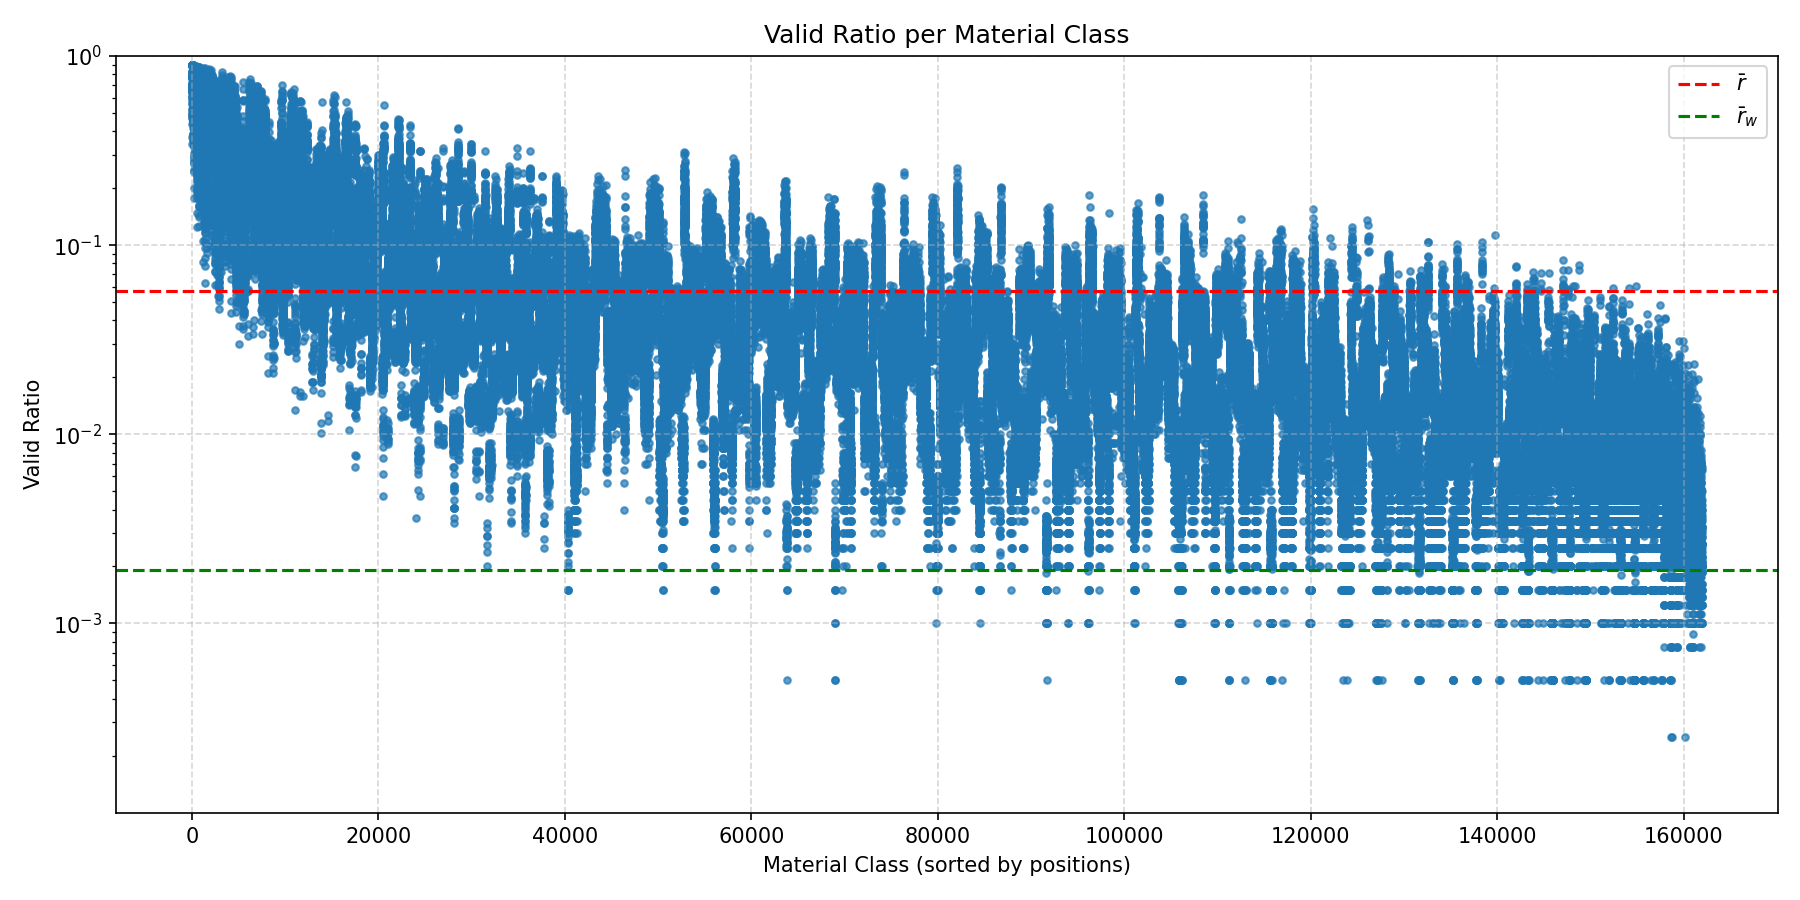 Valid Ratio per Material Class
r̄
r̄w
Valid Ratio
10⁰
10⁻¹
10⁻²
10⁻³
0 20000 40000 60000 80000 100000 120000 140000 160000
Material Class (sorted by positions)